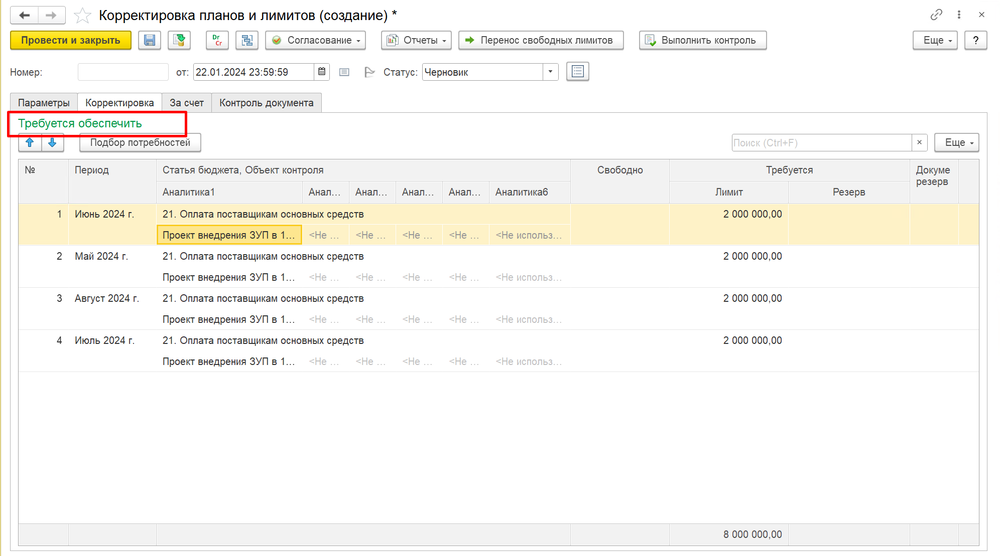 Корректировка планов и лимитов (создание) *
Провести и закрыть Dr Cr Согласование Отчеты Перенос свободных лимитов Выполнить контроль Еще ?
Номер: от: 22.01.2024 23:59:59 Статус: Черновик
Параметры Корректировка За счет Контроль документа
Требуется обеспечить
Подбор потребностей Поиск (Ctrl+F) × Еще
№ Период Статья бюджета, Объект контроля Свободно Требуется Докуме резерв
Аналитика1 Анал... Анал... Анал... Анал... Аналитика6 Лимит Резерв
1 Июнь 2024 г. 21. Оплата поставщикам основных средств 2 000 000,00
Проект внедрения ЗУП в 1... <Не ... <Не ... <Не ... <Не ... <Не использ...
2 Май 2024 г. 21. Оплата поставщикам основных средств 2 000 000,00
Проект внедрения ЗУП в 1... <Не ... <Не ... <Не ... <Не ... <Не использ...
3 Август 2024 г. 21. Оплата поставщикам основных средств 2 000 000,00
Проект внедрения ЗУП в 1... <Не ... <Не ... <Не ... <Не ... <Не использ...
4 Июль 2024 г. 21. Оплата поставщикам основных средств 2 000 000,00
Проект внедрения ЗУП в 1... <Не ... <Не ... <Не ... <Не ... <Не использ...
8 000 000,00